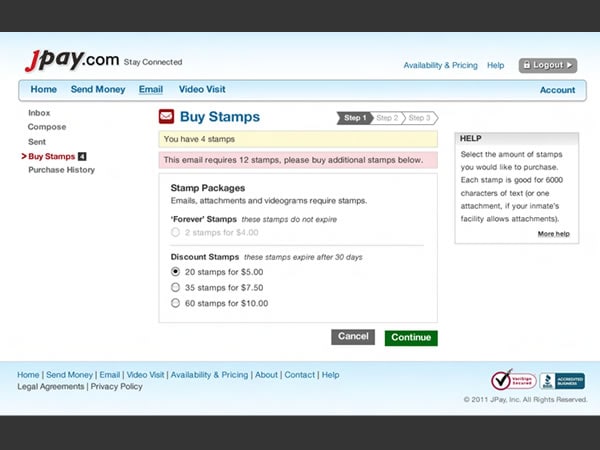 Jpay.com Stay Connected
Availability & Pricing Help Logout
Home Send Money Email Video Visit Account
Inbox
Compose
Sent
Buy Stamps 4
Purchase History
Buy Stamps
Step 1 Step 2 Step 3
You have 4 stamps
This email requires 12 stamps, please buy additional stamps below.
Stamp Packages
Emails, attachments and videograms require stamps.
'Forever' Stamps these stamps do not expire
2 stamps for $4.00
Discount Stamps these stamps expire after 30 days
20 stamps for $5.00
35 stamps for $7.50
60 stamps for $10.00
Cancel Continue
HELP
Select the amount of stamps
you would like to purchase.
Each stamp is good for 6000
characters of text (or one
attachment, if your inmate's
facility allows attachments).
More help
Home | Send Money | Email | Video Visit | Availability & Pricing | About | Contact | Help
Legal Agreements | Privacy Policy
VeriSign
Secured
BBB
ACCREDITED
BUSINESS
© 2011 JPay, Inc. All Rights Reserved.